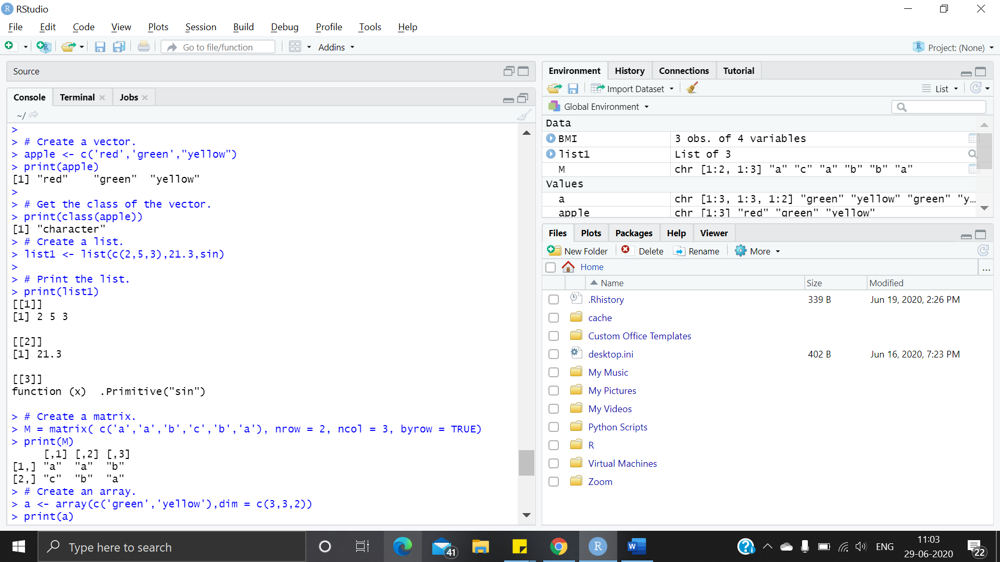 RStudio
File Edit Code View Plots Session Build Debug Profile Tools Help
Go to file/function Addins Project: (None)
Source
Console Terminal Jobs
~/
>
> # Create a vector.
> apple <- c('red','green',"yellow")
> print(apple)
[1] "red"    "green"  "yellow"
>
> # Get the class of the vector.
> print(class(apple))
[1] "character"
> # Create a list.
> list1 <- list(c(2,5,3),21.3,sin)
>
> # Print the list.
> print(list1)
[[1]]
[1] 2 5 3
[[2]]
[1] 21.3
[[3]]
function (x)  .Primitive("sin")
> # Create a matrix.
> M = matrix( c('a','a','b','c','b','a'), nrow = 2, ncol = 3, byrow = TRUE)
> print(M)
     [,1] [,2] [,3]
[1,] "a"  "a"  "b"
[2,] "c"  "b"  "a"
> # Create an array.
> a <- array(c('green','yellow'),dim = c(3,3,2))
> print(a)
Environment History Connections Tutorial
Import Dataset List
Global Environment
Data
BMI 3 obs. of 4 variables
list1 List of 3
M chr [1:2, 1:3] "a" "c" "a" "b" "b" "a"
Values
a chr [1:3, 1:3, 1:2] "green" "yellow" "green" "y…
apple chr [1:3] "red" "green" "yellow"
Files Plots Packages Help Viewer
New Folder Delete Rename More
Home ...
Name Size Modified
.Rhistory 339 B Jun 19, 2020, 2:26 PM
cache
Custom Office Templates
desktop.ini 402 B Jun 16, 2020, 7:23 PM
My Music
My Pictures
My Videos
Python Scripts
R
Virtual Machines
Zoom
Type here to search 41 ENG 11:03
29-06-2020 22